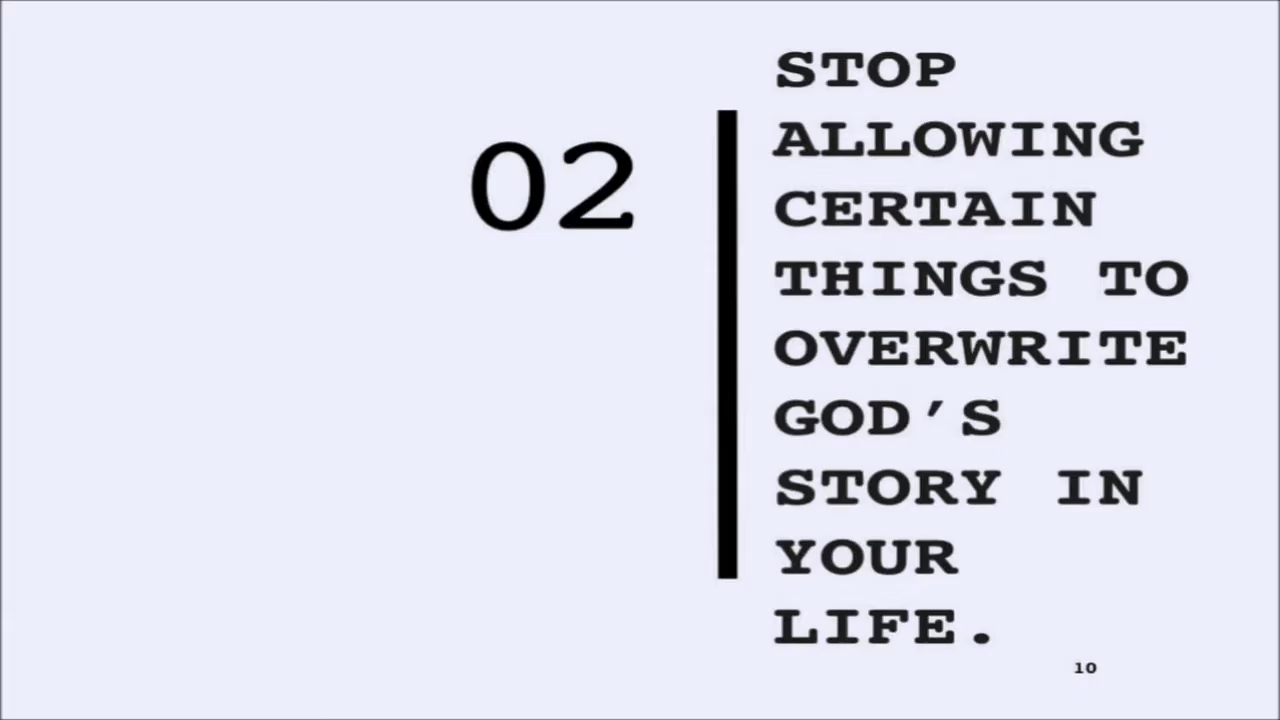 02
STOP
ALLOWING
CERTAIN
THINGS TO
OVERWRITE
GOD’S
STORY IN
YOUR
LIFE.
10